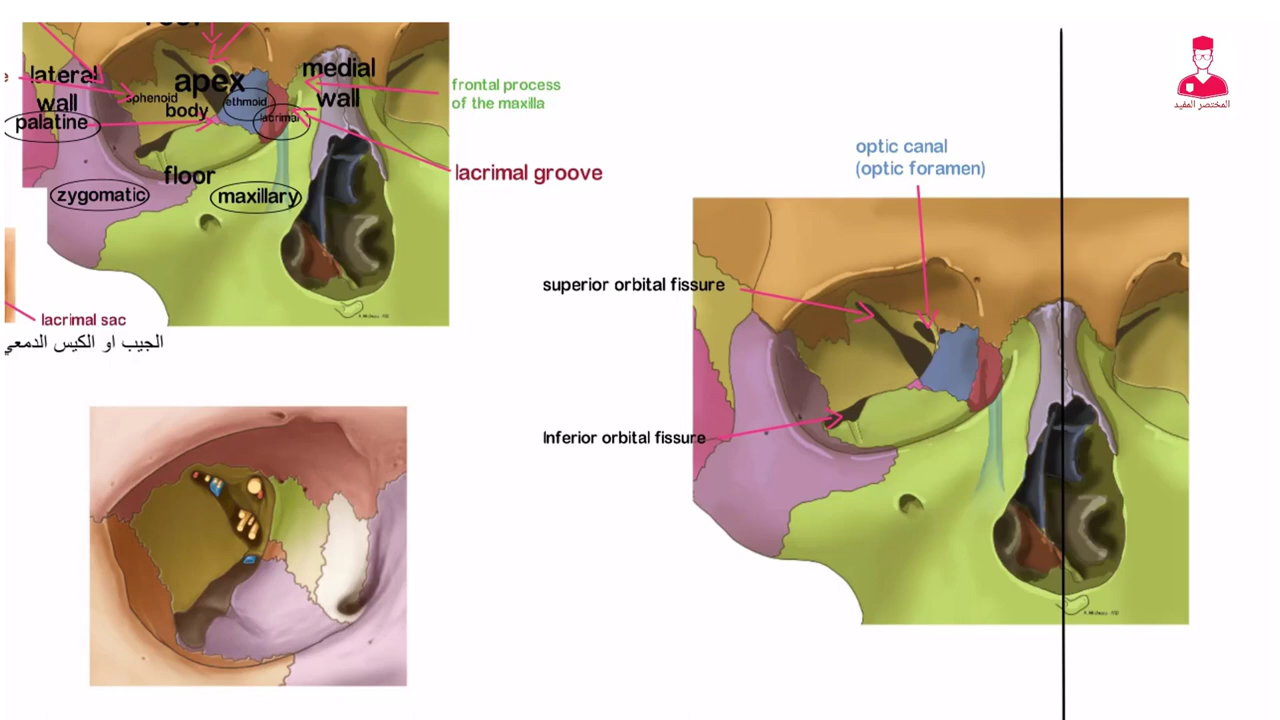 lateral
wall
palatine
sphenoid
body
apex
ethmoid
lacrimal
medial
wall
floor
zygomatic
maxillary
frontal process
of the maxilla
lacrimal groove
lacrimal sac
الجيب او الكيس الدمعي
optic canal
(optic foramen)
superior orbital fissure
Inferior orbital fissure
المختصر المفيد